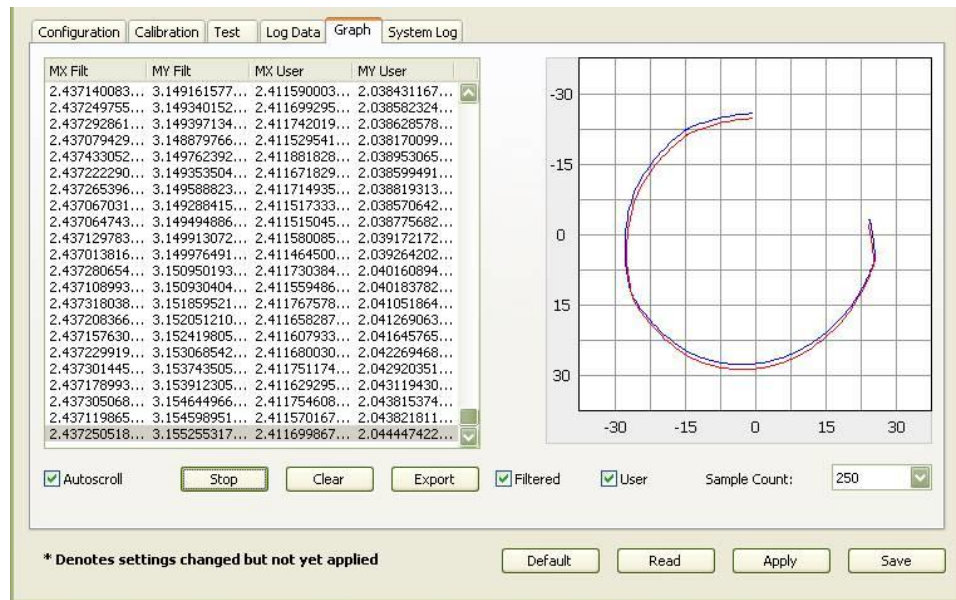 Configuration Calibration Test Log Data Graph System Log
MX Filt MY Filt MX User MY User
2.437140083... 3.149161577... 2.411590003... 2.038431167...
2.437249755... 3.149340152... 2.411699295... 2.038582324...
2.437292861... 3.149397134... 2.411742019... 2.038628578...
2.437079429... 3.148879766... 2.411529541... 2.038170099...
2.437433052... 3.149762392... 2.411881828... 2.038953065...
2.437222290... 3.149353504... 2.411671829... 2.038599491...
2.437265396... 3.149588823... 2.411714935... 2.038819313...
2.437067031... 3.149288415... 2.411517333... 2.038570642...
2.437064743... 3.149494886... 2.411515045... 2.038775682...
2.437129783... 3.149913072... 2.411580085... 2.039172172...
2.437013816... 3.149976491... 2.411464500... 2.039264202...
2.437280654... 3.150950193... 2.411730384... 2.040160894...
2.437108993... 3.150930404... 2.411559486... 2.040183782...
2.437318038... 3.151859521... 2.411767578... 2.041051864...
2.437208366... 3.152051210... 2.411658287... 2.041269063...
2.437157630... 3.152419805... 2.411607933... 2.041645765...
2.437229919... 3.153068542... 2.411680030... 2.042269468...
2.437301445... 3.153743505... 2.411751174... 2.042920351...
2.437178993... 3.153912305... 2.411629295... 2.043119430...
2.437305068... 3.154644966... 2.411754608... 2.043815374...
2.437119865... 3.154598951... 2.411570167... 2.043821811...
2.437250518... 3.155255317... 2.411699867... 2.044447422...
-30
-15
0
15
30
-30 -15 0 15 30
Autoscroll Stop Clear Export Filtered User Sample Count: 250
* Denotes settings changed but not yet applied Default Read Apply Save